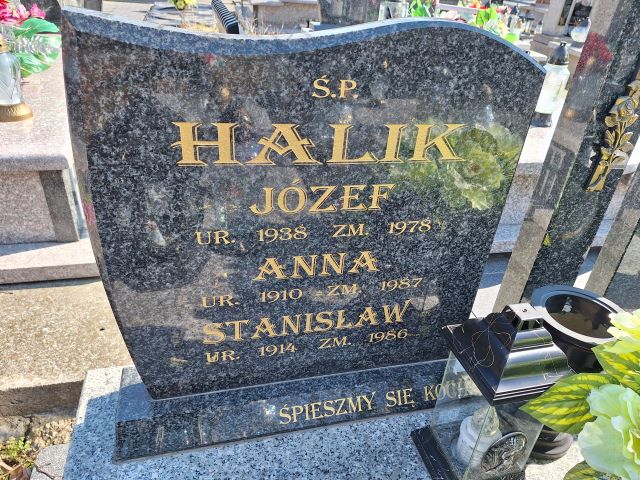 Ś.P.
HALIK
JÓZEF
UR. 1938 ZM. 1978
ANNA
UR. 1910 ZM. 1987
STANISŁAW
UR. 1914 ZM. 1986
ŚPIESZMY SIĘ